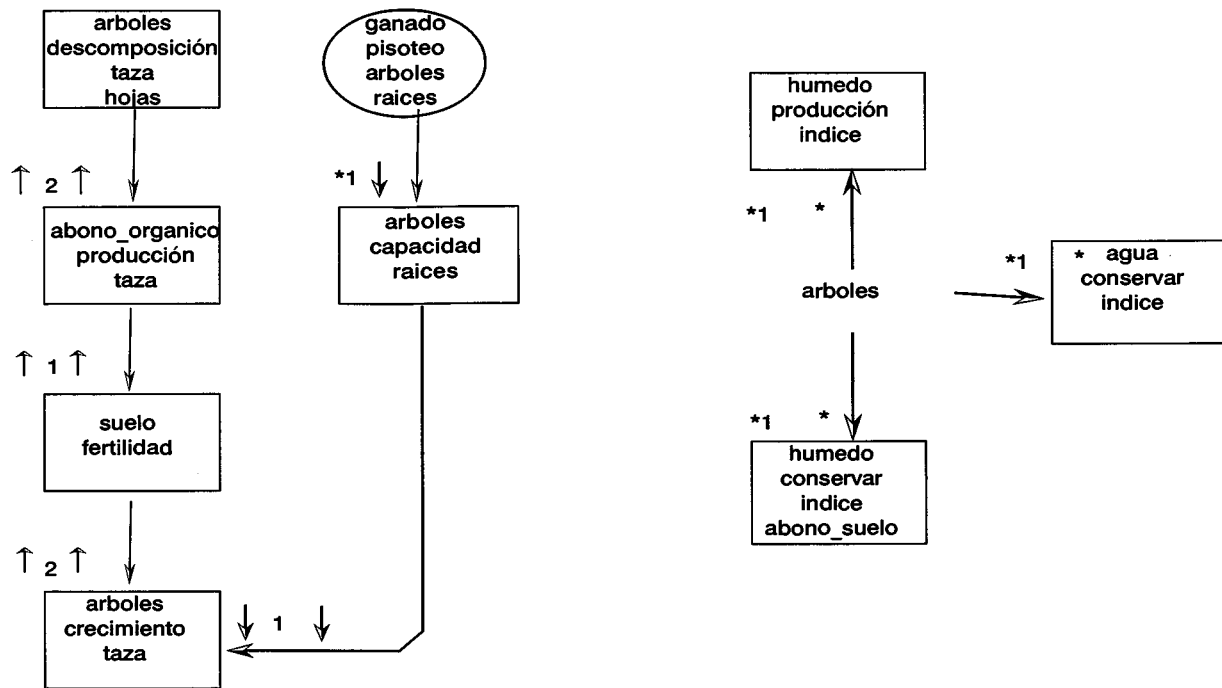 arboles
descomposición
taza
hojas
ganado
pisoteo
arboles
raices
↑ 2 ↑
*1 ↓
abono_organico
producción
taza
arboles
capacidad
raices
↑ 1 ↑
suelo
fertilidad
↑ 2 ↑
arboles
crecimiento
taza
↓ 1 ↓
humedo
producción
indice
*1 *
arboles
*1 * agua
conservar
indice
*1 *
humedo
conservar
indice
abono_suelo